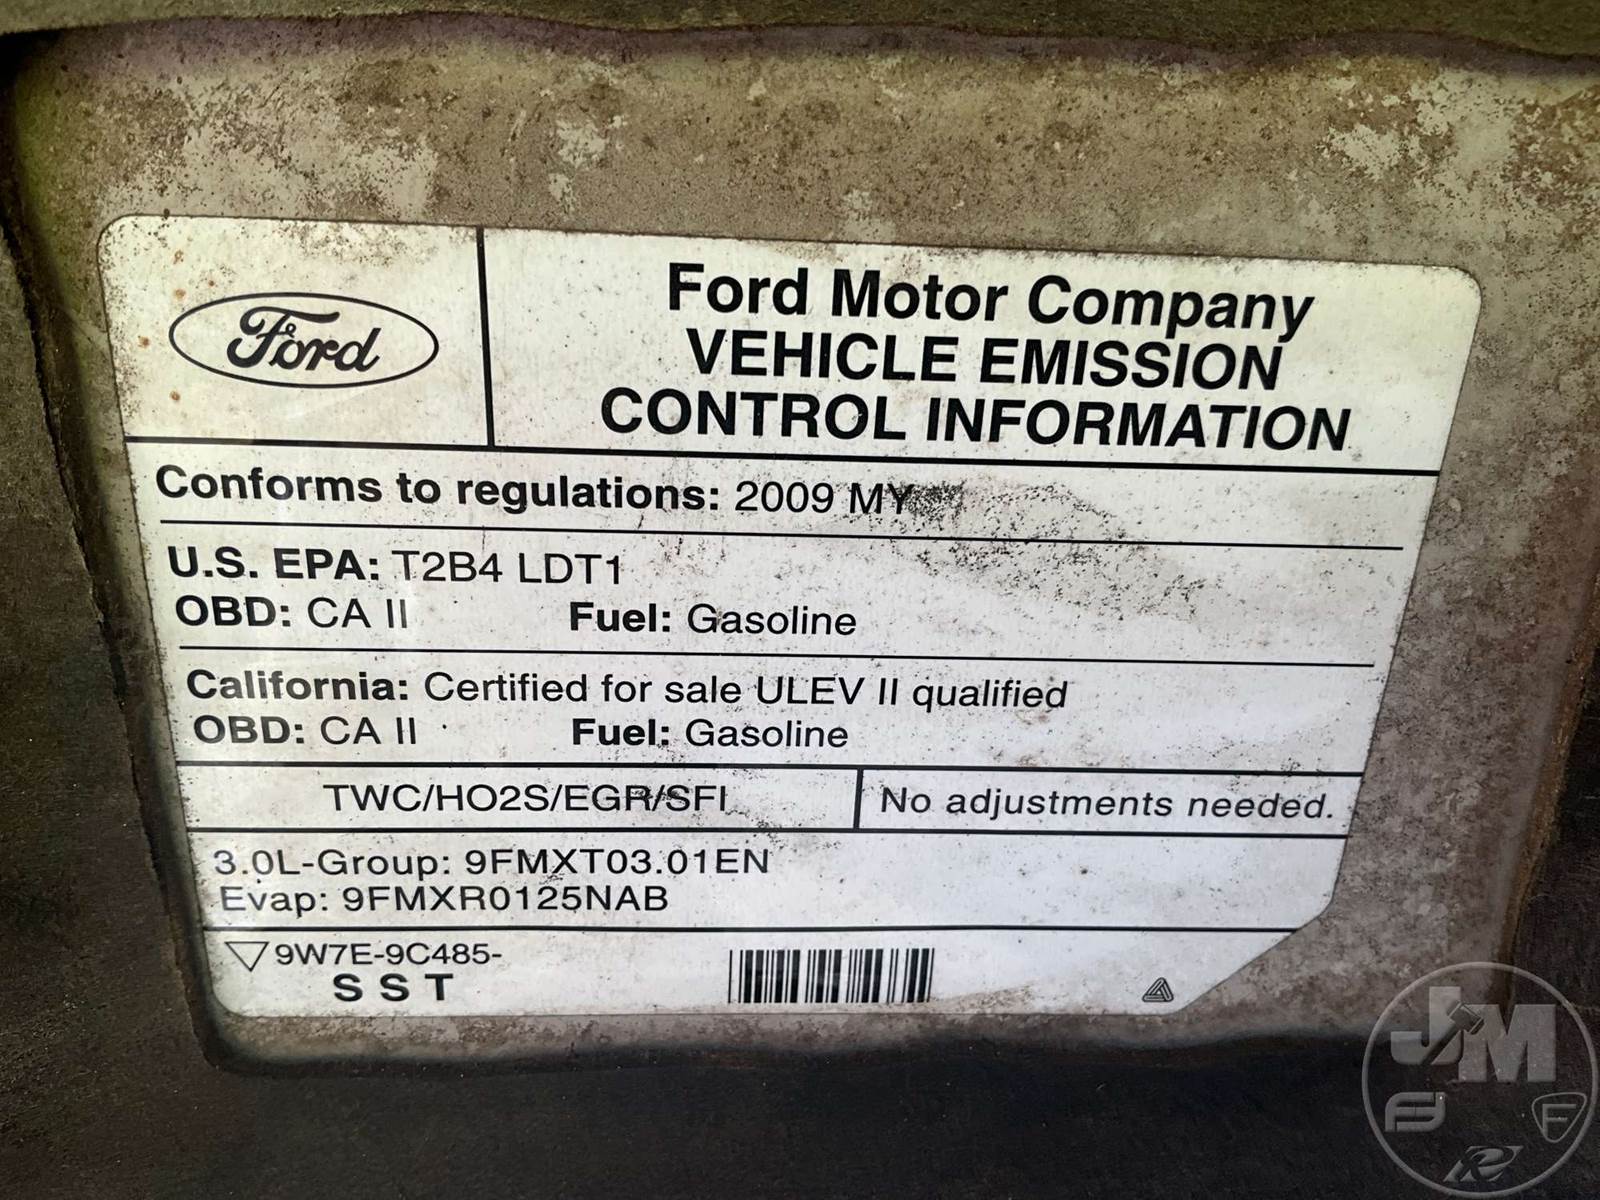 Ford
Ford Motor Company
VEHICLE EMISSION
CONTROL INFORMATION
Conforms to regulations: 2009 MY
U.S. EPA: T2B4 LDT1
OBD: CA II Fuel: Gasoline
California: Certified for sale ULEV II qualified
OBD: CA II Fuel: Gasoline
TWC/HO2S/EGR/SFI No adjustments needed.
3.0L-Group: 9FMXT03.01EN
Evap: 9FMXR0125NAB
9W7E-9C485-
SST
JM